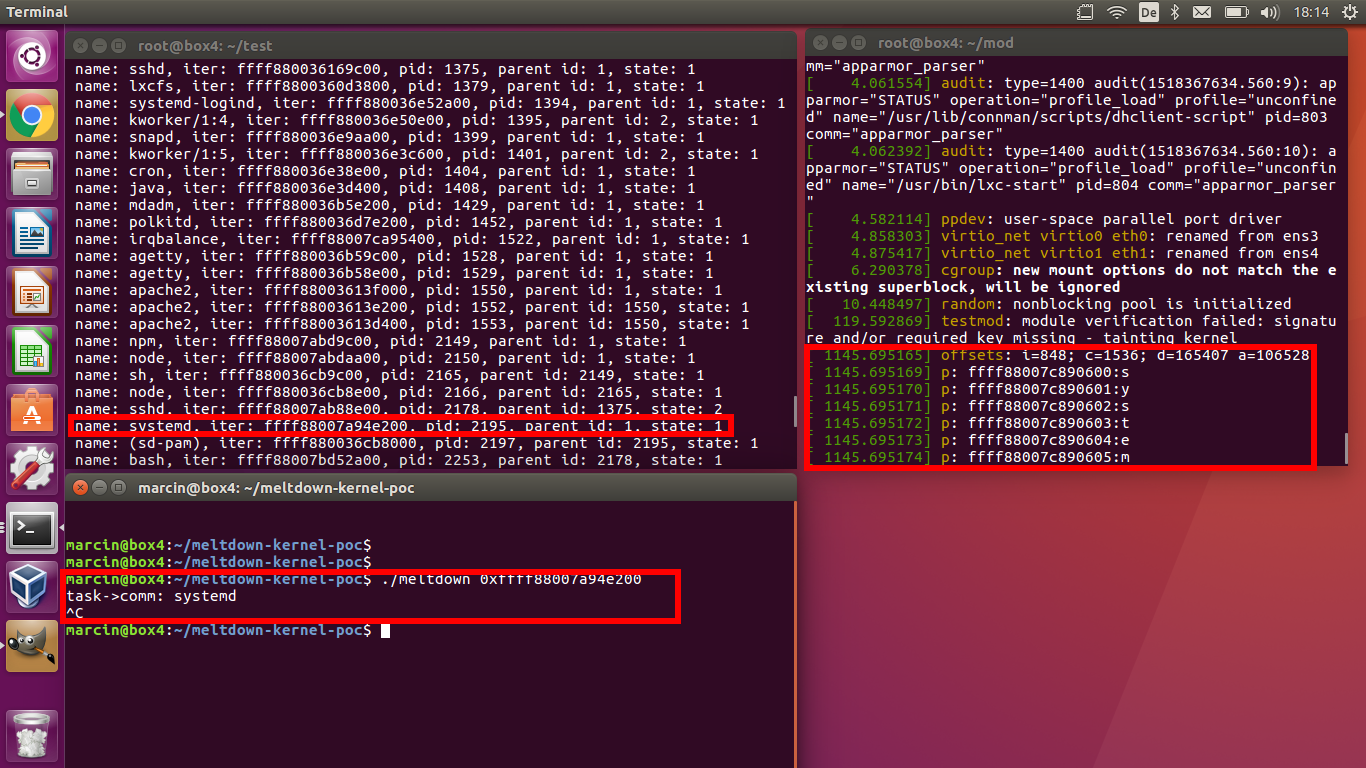 Terminal
De
18:14
root@box4: ~/test
name: sshd, iter: ffff880036169c00, pid: 1375, parent id: 1, state: 1
name: lxcfs, iter: ffff8800360d3800, pid: 1379, parent id: 1, state: 1
name: systemd-logind, iter: ffff880036e52a00, pid: 1394, parent id: 1, state: 1
name: kworker/1:4, iter: ffff880036e50e00, pid: 1395, parent id: 2, state: 1
name: snapd, iter: ffff880036e9aa00, pid: 1399, parent id: 1, state: 1
name: kworker/1:5, iter: ffff880036e3c600, pid: 1401, parent id: 2, state: 1
name: cron, iter: ffff880036e38e00, pid: 1404, parent id: 1, state: 1
name: java, iter: ffff880036e3d400, pid: 1408, parent id: 1, state: 1
name: mdadm, iter: ffff880036b5e200, pid: 1429, parent id: 1, state: 1
name: polkitd, iter: ffff880036d7e200, pid: 1452, parent id: 1, state: 1
name: irqbalance, iter: ffff88007ca95400, pid: 1522, parent id: 1, state: 1
name: agetty, iter: ffff880036b59c00, pid: 1528, parent id: 1, state: 1
name: agetty, iter: ffff880036b58e00, pid: 1529, parent id: 1, state: 1
name: apache2, iter: ffff88003613f000, pid: 1550, parent id: 1, state: 1
name: apache2, iter: ffff88003613e200, pid: 1552, parent id: 1550, state: 1
name: apache2, iter: ffff88003613d400, pid: 1553, parent id: 1550, state: 1
name: npm, iter: ffff88007abd9c00, pid: 2149, parent id: 1, state: 1
name: node, iter: ffff88007abdaa00, pid: 2150, parent id: 1, state: 1
name: sh, iter: ffff880036cb9c00, pid: 2165, parent id: 2149, state: 1
name: node, iter: ffff880036cb8e00, pid: 2166, parent id: 2165, state: 1
name: sshd, iter: ffff88007ab88e00, pid: 2178, parent id: 1375, state: 2
name: systemd, iter: ffff88007a94e200, pid: 2195, parent id: 1, state: 1
name: (sd-pam), iter: ffff880036cb8000, pid: 2197, parent id: 2195, state: 1
name: bash, iter: ffff88007bd52a00, pid: 2253, parent id: 2178, state: 1
root@box4: ~/mod
mm="apparmor_parser"
[    4.061554] audit: type=1400 audit(1518367634.560:9): a
pparmor="STATUS" operation="profile_load" profile="unconfine
d" name="/usr/lib/connman/scripts/dhclient-script" pid=803
comm="apparmor_parser"
[    4.062392] audit: type=1400 audit(1518367634.560:10): a
pparmor="STATUS" operation="profile_load" profile="unconfin
ed" name="/usr/bin/lxc-start" pid=804 comm="apparmor_parser
"
[    4.582114] ppdev: user-space parallel port driver
[    4.858303] virtio_net virtio0 eth0: renamed from ens3
[    4.875417] virtio_net virtio1 eth1: renamed from ens4
[    6.290378] cgroup: new mount options do not match the e
xisting superblock, will be ignored
[   10.448497] random: nonblocking pool is initialized
[  119.592869] testmod: module verification failed: signatu
re and/or required key missing - tainting kernel
[ 1145.695165] offsets: i=848; c=1536; d=165407 a=106528
[ 1145.695169] p: ffff88007c890600:s
[ 1145.695170] p: ffff88007c890601:y
[ 1145.695171] p: ffff88007c890602:s
[ 1145.695172] p: ffff88007c890603:t
[ 1145.695173] p: ffff88007c890604:e
[ 1145.695174] p: ffff88007c890605:m
marcin@box4: ~/meltdown-kernel-poc
marcin@box4:~/meltdown-kernel-poc$
marcin@box4:~/meltdown-kernel-poc$
marcin@box4:~/meltdown-kernel-poc$ ./meltdown 0xffff88007a94e200
task->comm: systemd
^C
marcin@box4:~/meltdown-kernel-poc$